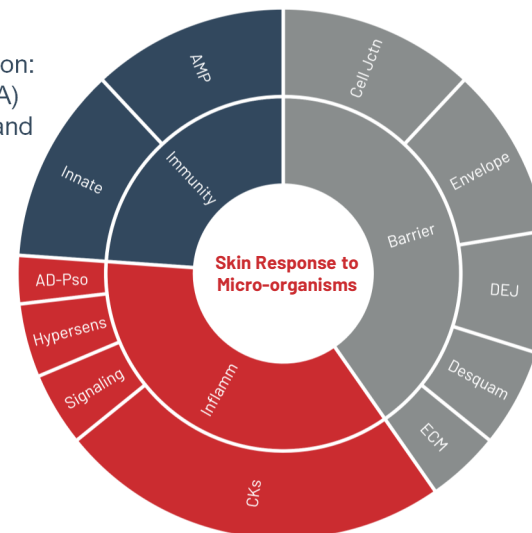 on:
A)
and
AMP
Cell Jctn
Innate
Immunity
Envelope
Barrier
Skin Response to
Micro-organisms
AD-Pso
DEJ
Hypersens
Signaling
Inflamm
Desquam
ECM
CKs